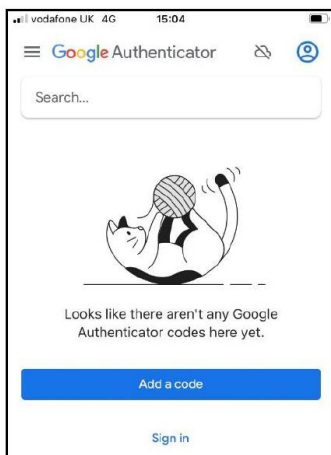 vodafone UK 4G 15:04
Google Authenticator
Search...
Looks like there aren't any Google
Authenticator codes here yet.
Add a code
Sign in